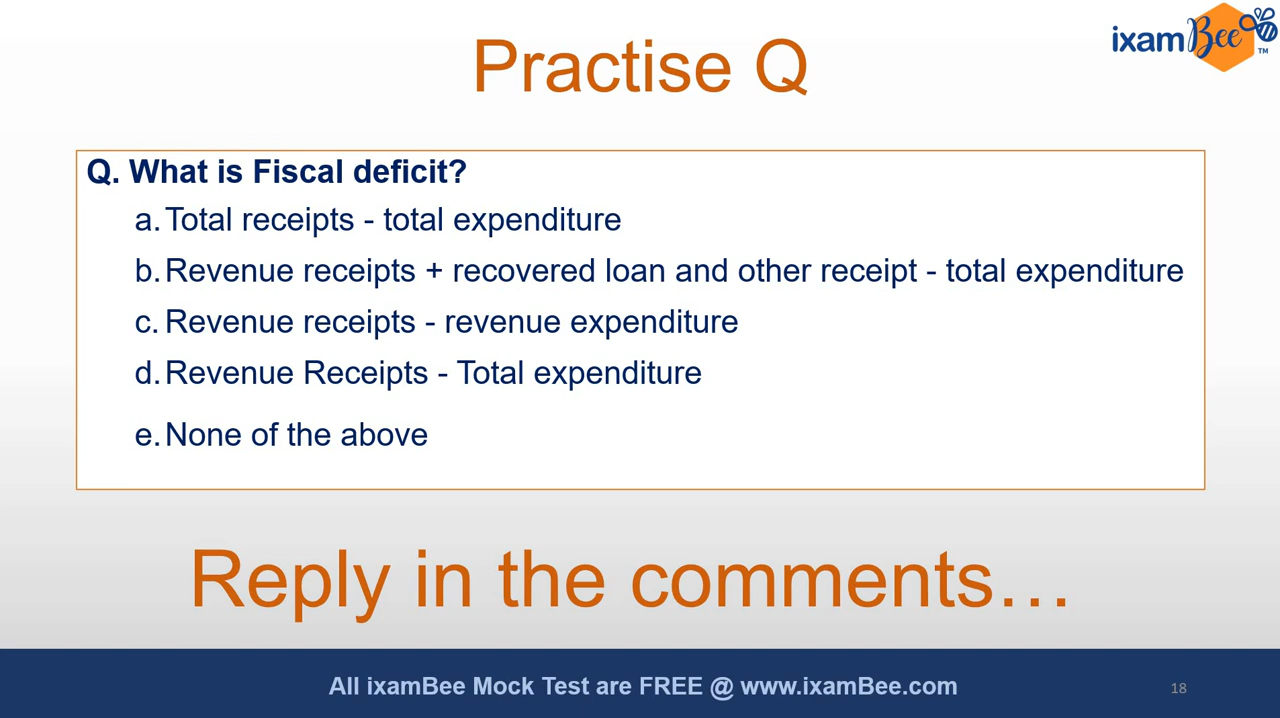 ixamBee
TM
Practise Q
Q. What is Fiscal deficit?
a. Total receipts - total expenditure
b. Revenue receipts + recovered loan and other receipt - total expenditure
c. Revenue receipts - revenue expenditure
d. Revenue Receipts - Total expenditure
e. None of the above
Reply in the comments…
All ixamBee Mock Test are FREE @ www.ixamBee.com
18